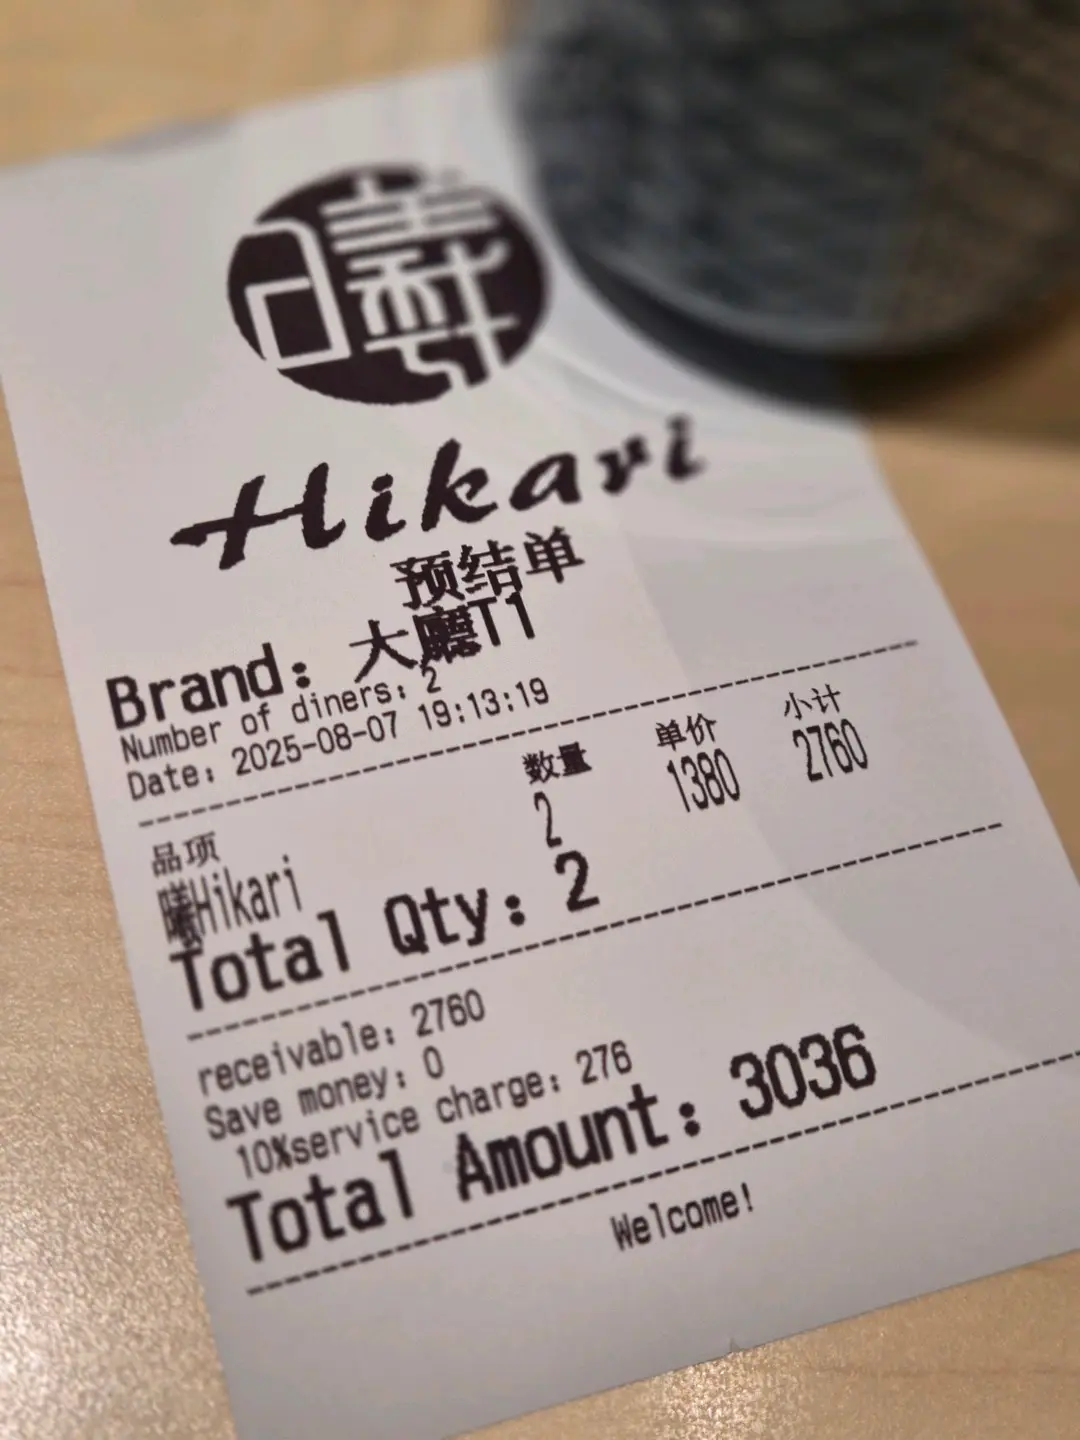 曦
Hikari
预结单
Brand: 大廳T1
Number of diners: 2
Date: 2025-08-07 19:13:19
品项 数量 单价 小计
曦Hikari 2 1380 2760
Total Qty: 2
receivable: 2760
Save money: 0
10%service charge: 276
Total Amount: 3036
Welcome!